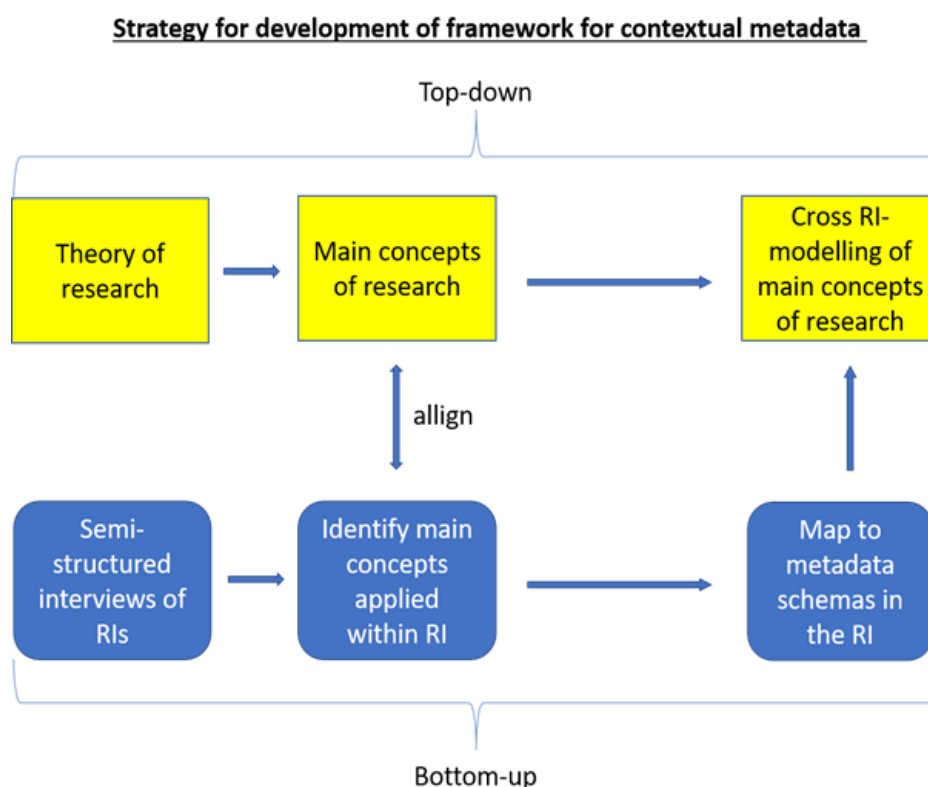 Strategy for development of framework for contextual metadata
Top-down
Theory of
research
Main concepts
of research
Cross RI-
modelling of
main concepts
of research
allign
Semi-
structured
interviews of
RIs
Identify main
concepts
applied
within RI
Map to
metadata
schemas in
the RI
Bottom-up